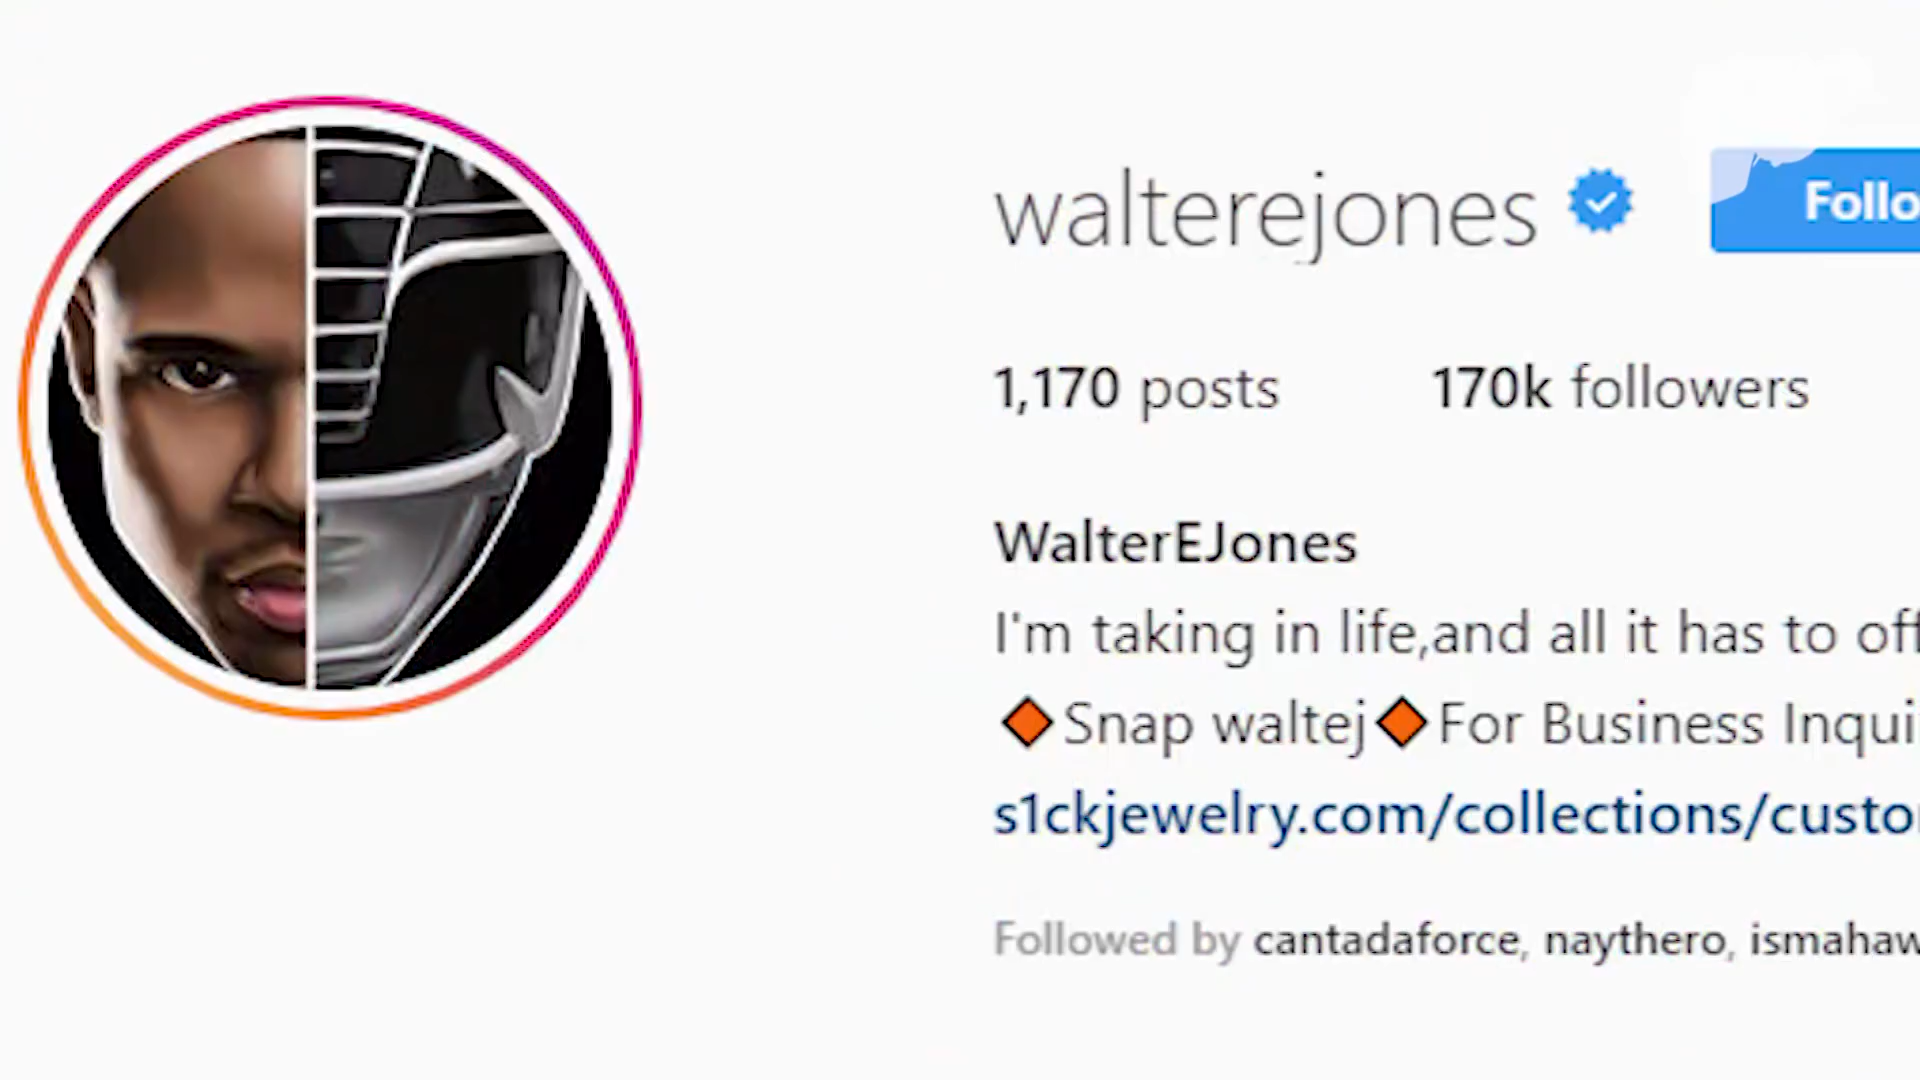 walterejones Follo
1,170 posts 170k followers
WalterEJones
I'm taking in life,and all it has to off
🔶Snap waltej🔶For Business Inqui
s1ckjewelry.com/collections/custo
Followed by cantadaforce, naythero, ismahaw